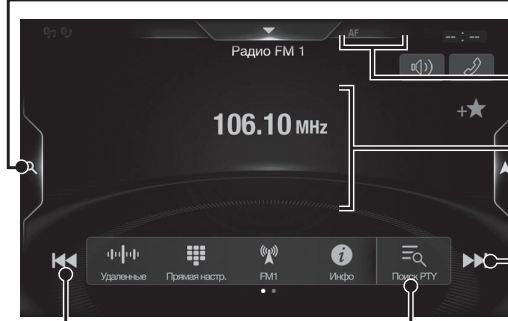 AF
-- : --
Радио FM 1
106.10 MHz
Удаленные Прямая настр. FM1 Инфо Поиск PTY